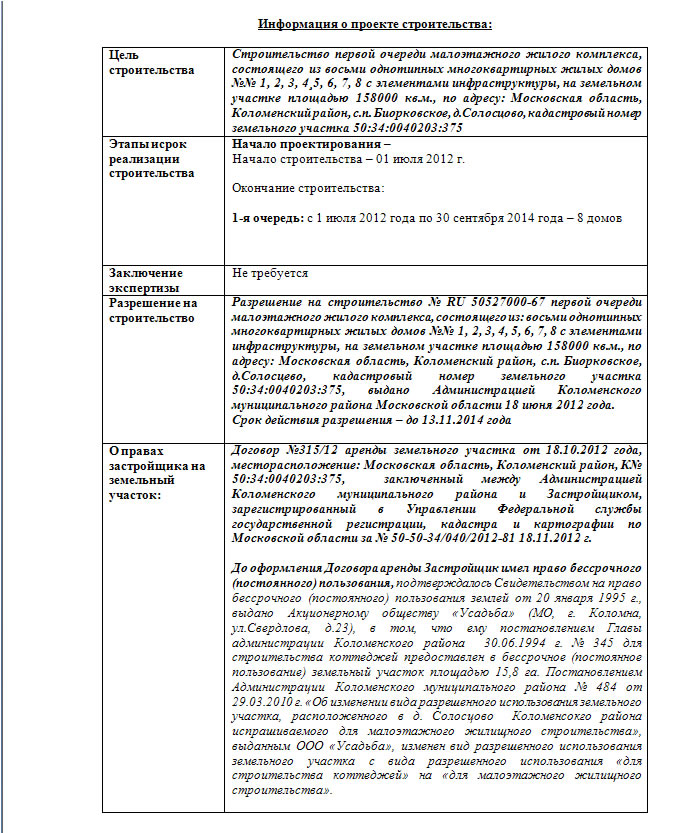 Информация о проекте строительства:
Цель
строительства
Строительство первой очереди малоэтажного жилого комплекса,
состоящего из восьми однотипных многоквартирных жилых домов
№№ 1, 2, 3, 4,5, 6, 7, 8 с элементами инфраструктуры, на земельном
участке площадью 158000 кв.м., по адресу: Московская область,
Коломенский район, с.п. Биорковское, д.Солосцово, кадастровый номер
земельного участка 50:34:0040203:375
Этапы исрок
реализации
строительства
Начало проектирования –
Начало строительства – 01 июля 2012 г.
Окончание строительства:
1-я очередь: с 1 июля 2012 года по 30 сентября 2014 года – 8 домов
Заключение
экспертизы
Не требуется
Разрешение на
строительство
Разрешение на строительство № RU 50527000-67 первой очереди
малоэтажного жилого комплекса, состоящего из: восьми однотипных
многоквартирных жилых домов №№ 1, 2, 3, 4, 5, 6, 7, 8 с элементами
инфраструктуры, на земельном участке площадью 158000 кв.м., по
адресу: Московская область, Коломенский район, с.п. Биорковское,
д.Солосцево, кадастровый номер земельного участка
50:34:0040203:375, выдано Администрацией Коломенского
муниципального района Московской области 18 июня 2012 года.
Срок действия разрешения – до 13.11.2014 года
О правах
застройщика на
земельный
участок:
Договор №315/12 аренды земельного участка от 18.10.2012 года,
месторасположение: Московская область, Коломенский район, К№
50:34:0040203:375, заключенный между Администрацией
Коломенского муниципального района и Застройщиком,
зарегистрированный в Управлении Федеральной службы
государственной регистрации, кадастра и картографии по
Московской области за № 50-50-34/040/2012-81 18.11.2012 г.
До оформления Договора аренды Застройщик имел право бессрочного
(постоянного) пользования, подтверждалось Свидетельством на право
бессрочного (постоянного) пользования землей от 20 января 1995 г.,
выдано Акционерному обществу «Усадьба» (МО, г. Коломна,
ул.Свердлова, д.23), в том, что ему постановлением Главы
администрации Коломенского района 30.06.1994 г. № 345 для
строительства коттеджей предоставлен в бессрочное (постоянное
пользование) земельный участок площадью 15,8 га. Постановлением
Администрации Коломенского муниципального района № 484 от
29.03.2010 г. «Об изменении вида разрешенного использования земельного
участка, расположенного в д. Солосцово Коломенсокго района
испрашиваемого для малоэтажного жилищного строительства»,
выданным ООО «Усадьба», изменен вид разрешенного использования
земельного участка с вида разрешенного использования «для
строительства коттеджей» на «для малоэтажного жилищного
строительства».